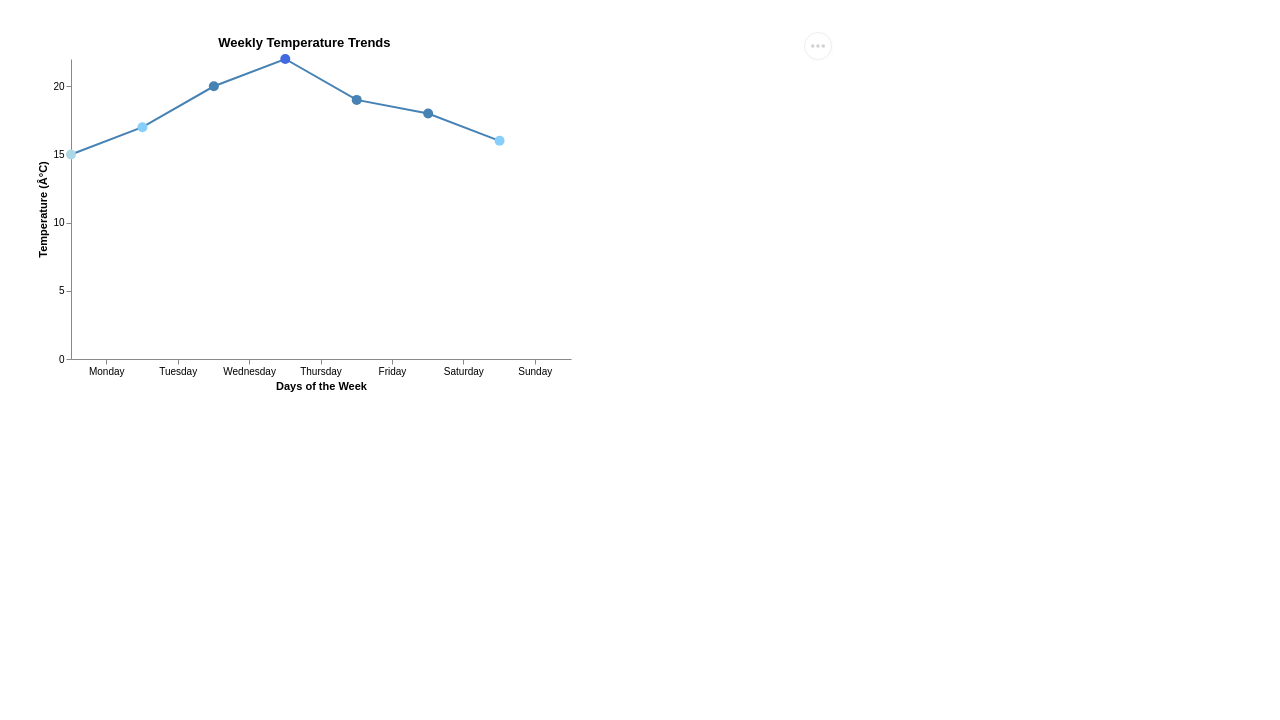 Weekly Temperature Trends
20
15
10
5
0
Temperature (Â°C)
Monday Tuesday Wednesday Thursday Friday Saturday Sunday
Days of the Week